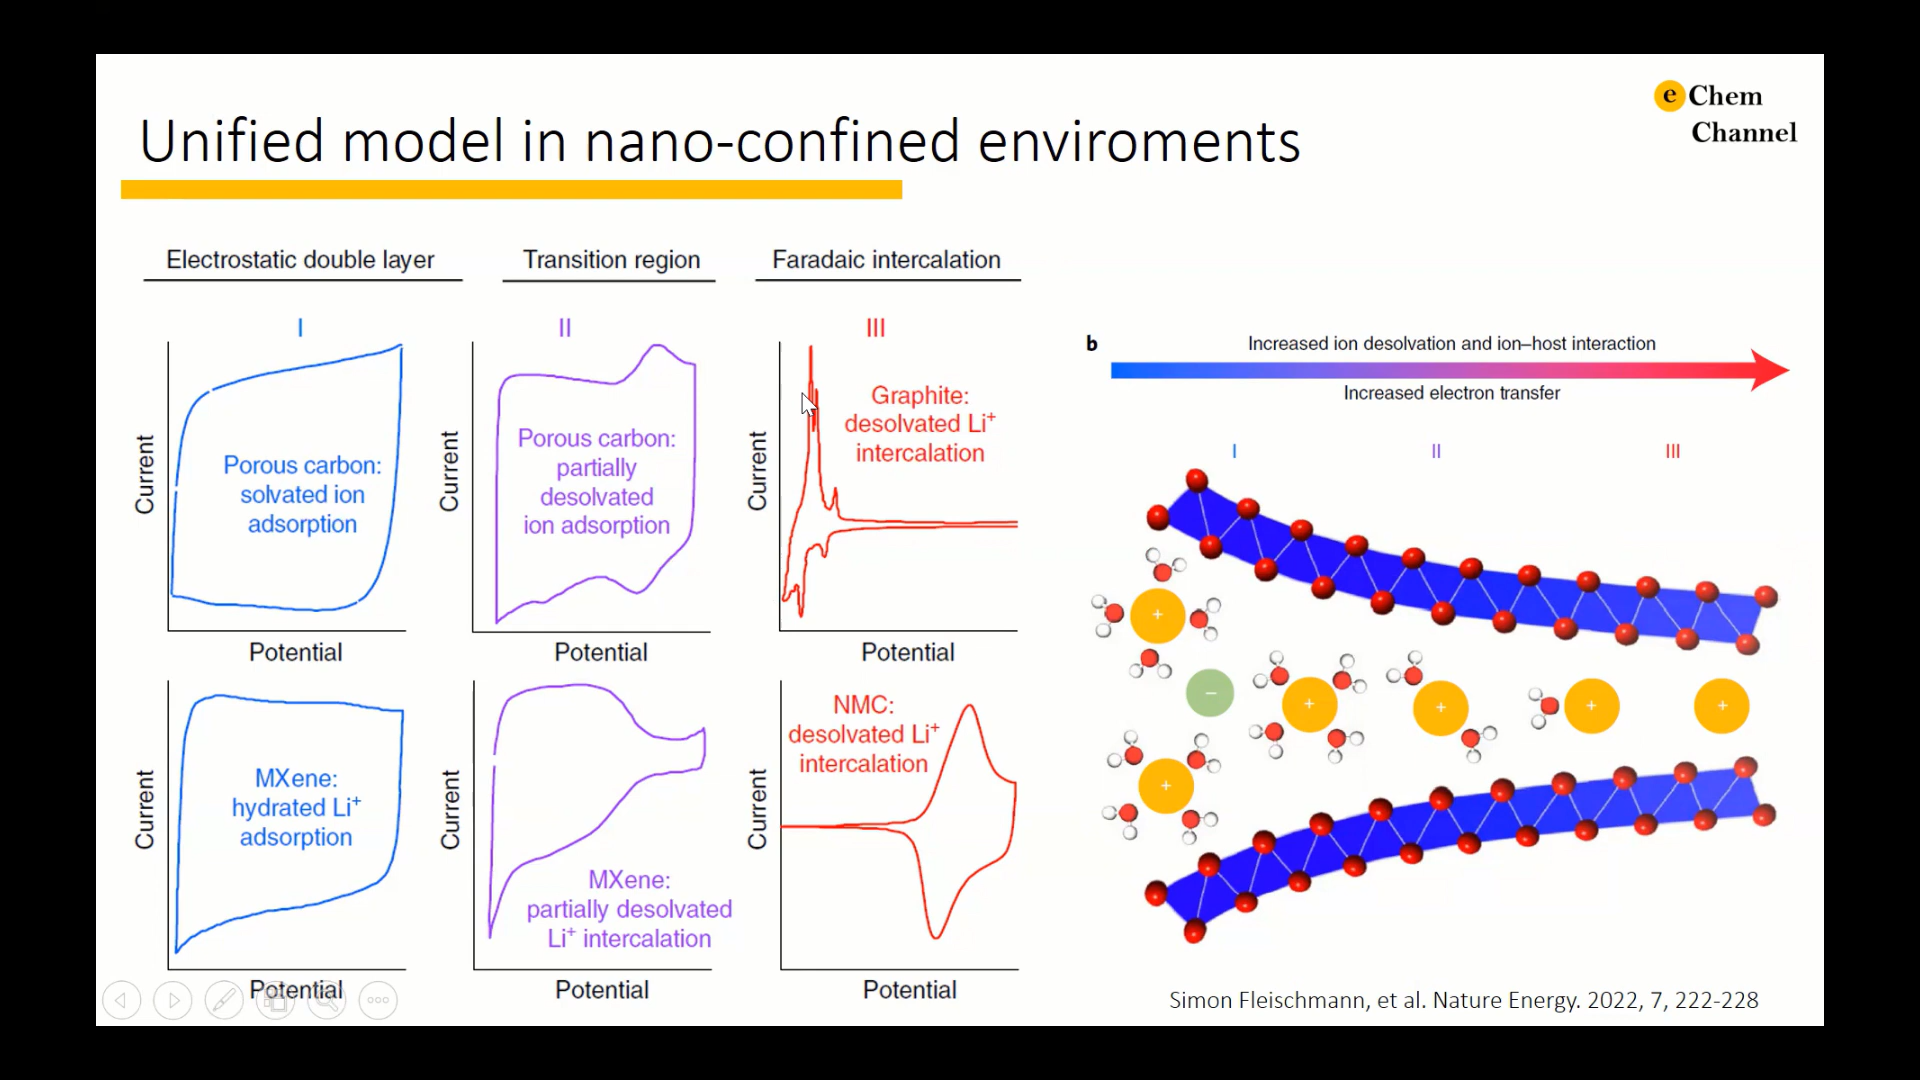 e Chem
Channel
Unified model in nano-confined enviroments
Electrostatic double layer
Transition region
Faradaic intercalation
I
II
III
Current
Porous carbon:
solvated ion
adsorption
Potential
Current
Porous carbon:
partially
desolvated
ion adsorption
Potential
Current
Graphite:
desolvated Li⁺
intercalation
Potential
Current
MXene:
hydrated Li⁺
adsorption
Potential
Current
MXene:
partially desolvated
Li⁺ intercalation
Potential
Current
NMC:
desolvated Li⁺
intercalation
Potential
b
Increased ion desolvation and ion–host interaction
Increased electron transfer
I
II
III
+
−
+
+
+
+
+
Simon Fleischmann, et al. Nature Energy. 2022, 7, 222-228